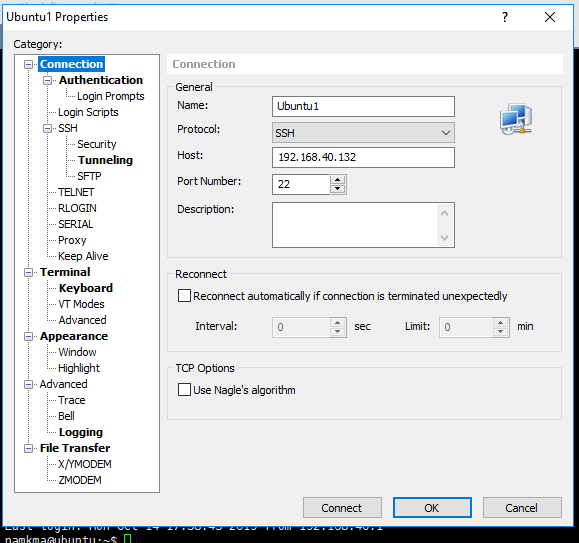 Ubuntu1 Properties
?
Category:
Connection
Authentication
Login Prompts
Login Scripts
SSH
Security
Tunneling
SFTP
TELNET
RLOGIN
SERIAL
Proxy
Keep Alive
Terminal
Keyboard
VT Modes
Advanced
Appearance
Window
Highlight
Advanced
Trace
Bell
Logging
File Transfer
X/YMODEM
ZMODEM
Connection
General
Name: Ubuntu1
Protocol: SSH
Host: 192.168.40.132
Port Number: 22
Description:
Reconnect
Reconnect automatically if connection is terminated unexpectedly
Interval: 0 sec Limit: 0 min
TCP Options
Use Nagle's algorithm
Connect OK Cancel
Last login: Mon Oct 14 17:38:43 2019 from 192.168.40.1
namkma@ubuntu:~$